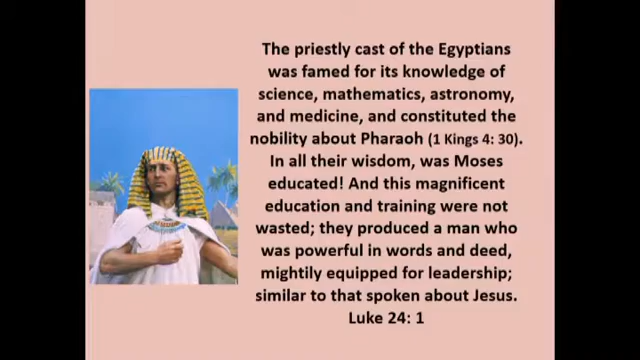 The priestly cast of the Egyptians
was famed for its knowledge of
science, mathematics, astronomy,
and medicine, and constituted the
nobility about Pharaoh (1 Kings 4: 30).
In all their wisdom, was Moses
educated! And this magnificent
education and training were not
wasted; they produced a man who
was powerful in words and deed,
mightily equipped for leadership;
similar to that spoken about Jesus.
Luke 24: 1